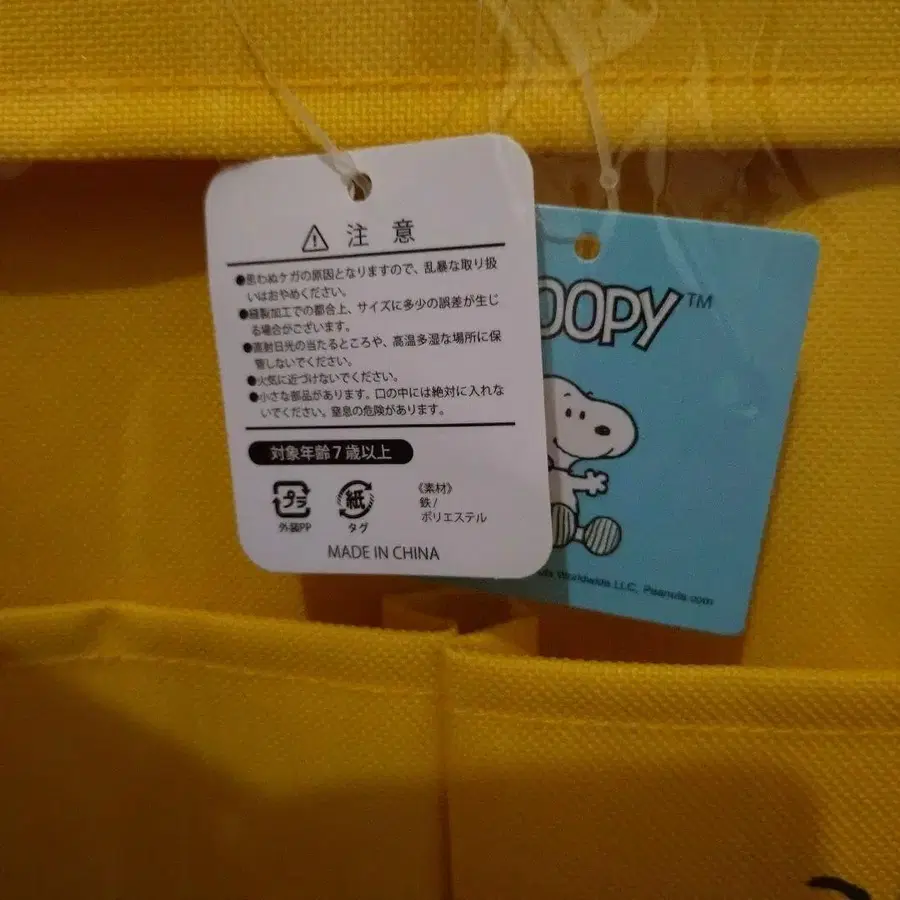 注意
●思わぬケガの原因となりますので、乱暴な取り扱
いはおやめください。
●縫製加工での都合上、サイズに多少の誤差が生じ
る場合がございます。
●直射日光の当たるところや、高温多湿な場所に保
管しないでください。
●火気に近づけないでください。
●小さな部品があります。口の中には絶対に入れな
いでください。窒息の危険があります。
対象年齢7歳以上
プラ
外装PP
紙
タグ
《素材》
鉄/
ポリエステル
MADE IN CHINA
OOPY™
Worldwide LLC, Peanuts.com